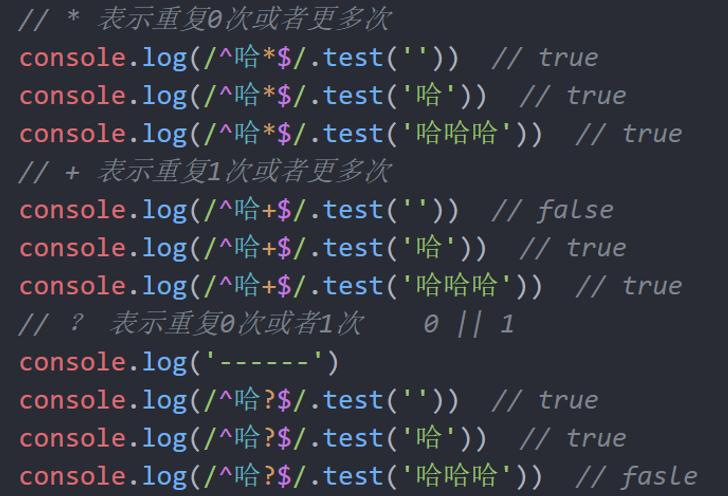 // * 表示重复0次或者更多次
console.log(/^哈*$/.test(''))  // true
console.log(/^哈*$/.test('哈'))  // true
console.log(/^哈*$/.test('哈哈哈'))  // true
// + 表示重复1次或者更多次
console.log(/^哈+$/.test(''))  // false
console.log(/^哈+$/.test('哈'))  // true
console.log(/^哈+$/.test('哈哈哈'))  // true
// ? 表示重复0次或者1次    0 || 1
console.log('------')
console.log(/^哈?$/.test(''))  // true
console.log(/^哈?$/.test('哈'))  // true
console.log(/^哈?$/.test('哈哈哈'))  // fasle